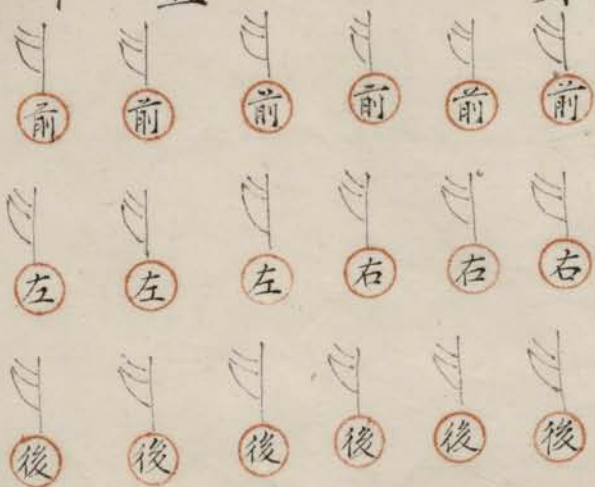 前 前 前 前 前 前
左 左 左 右 右 右
後 後 後 後 後 後